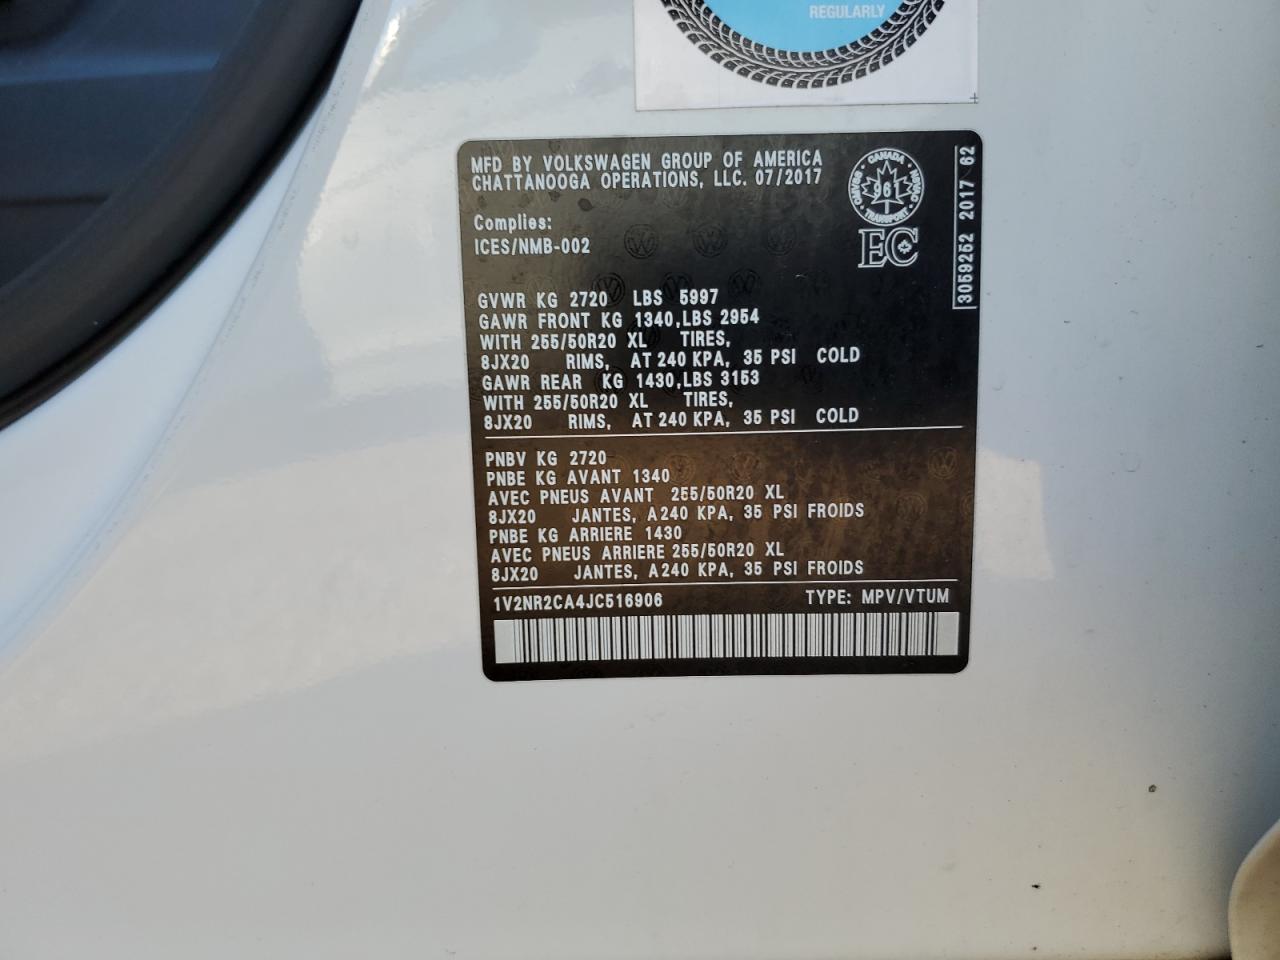 REGULARLY
MFD BY VOLKSWAGEN GROUP OF AMERICA
CHATTANOOGA OPERATIONS, LLC. 07/2017
CANADA
961
TRANSPORT
Complies:
ICES/NMB-002
EC
3059252 2017 62
GVWR KG 2720 LBS 5997
GAWR FRONT KG 1340,LBS 2954
WITH 255/50R20 XL TIRES,
8JX20 RIMS, AT 240 KPA, 35 PSI COLD
GAWR REAR KG 1430,LBS 3153
WITH 255/50R20 XL TIRES,
8JX20 RIMS, AT 240 KPA, 35 PSI COLD
PNBV KG 2720
PNBE KG AVANT 1340
AVEC PNEUS AVANT 255/50R20 XL
8JX20 JANTES, A 240 KPA, 35 PSI FROIDS
PNBE KG ARRIERE 1430
AVEC PNEUS ARRIERE 255/50R20 XL
8JX20 JANTES, A 240 KPA, 35 PSI FROIDS
1V2NR2CA4JC516906 TYPE: MPV/VTUM